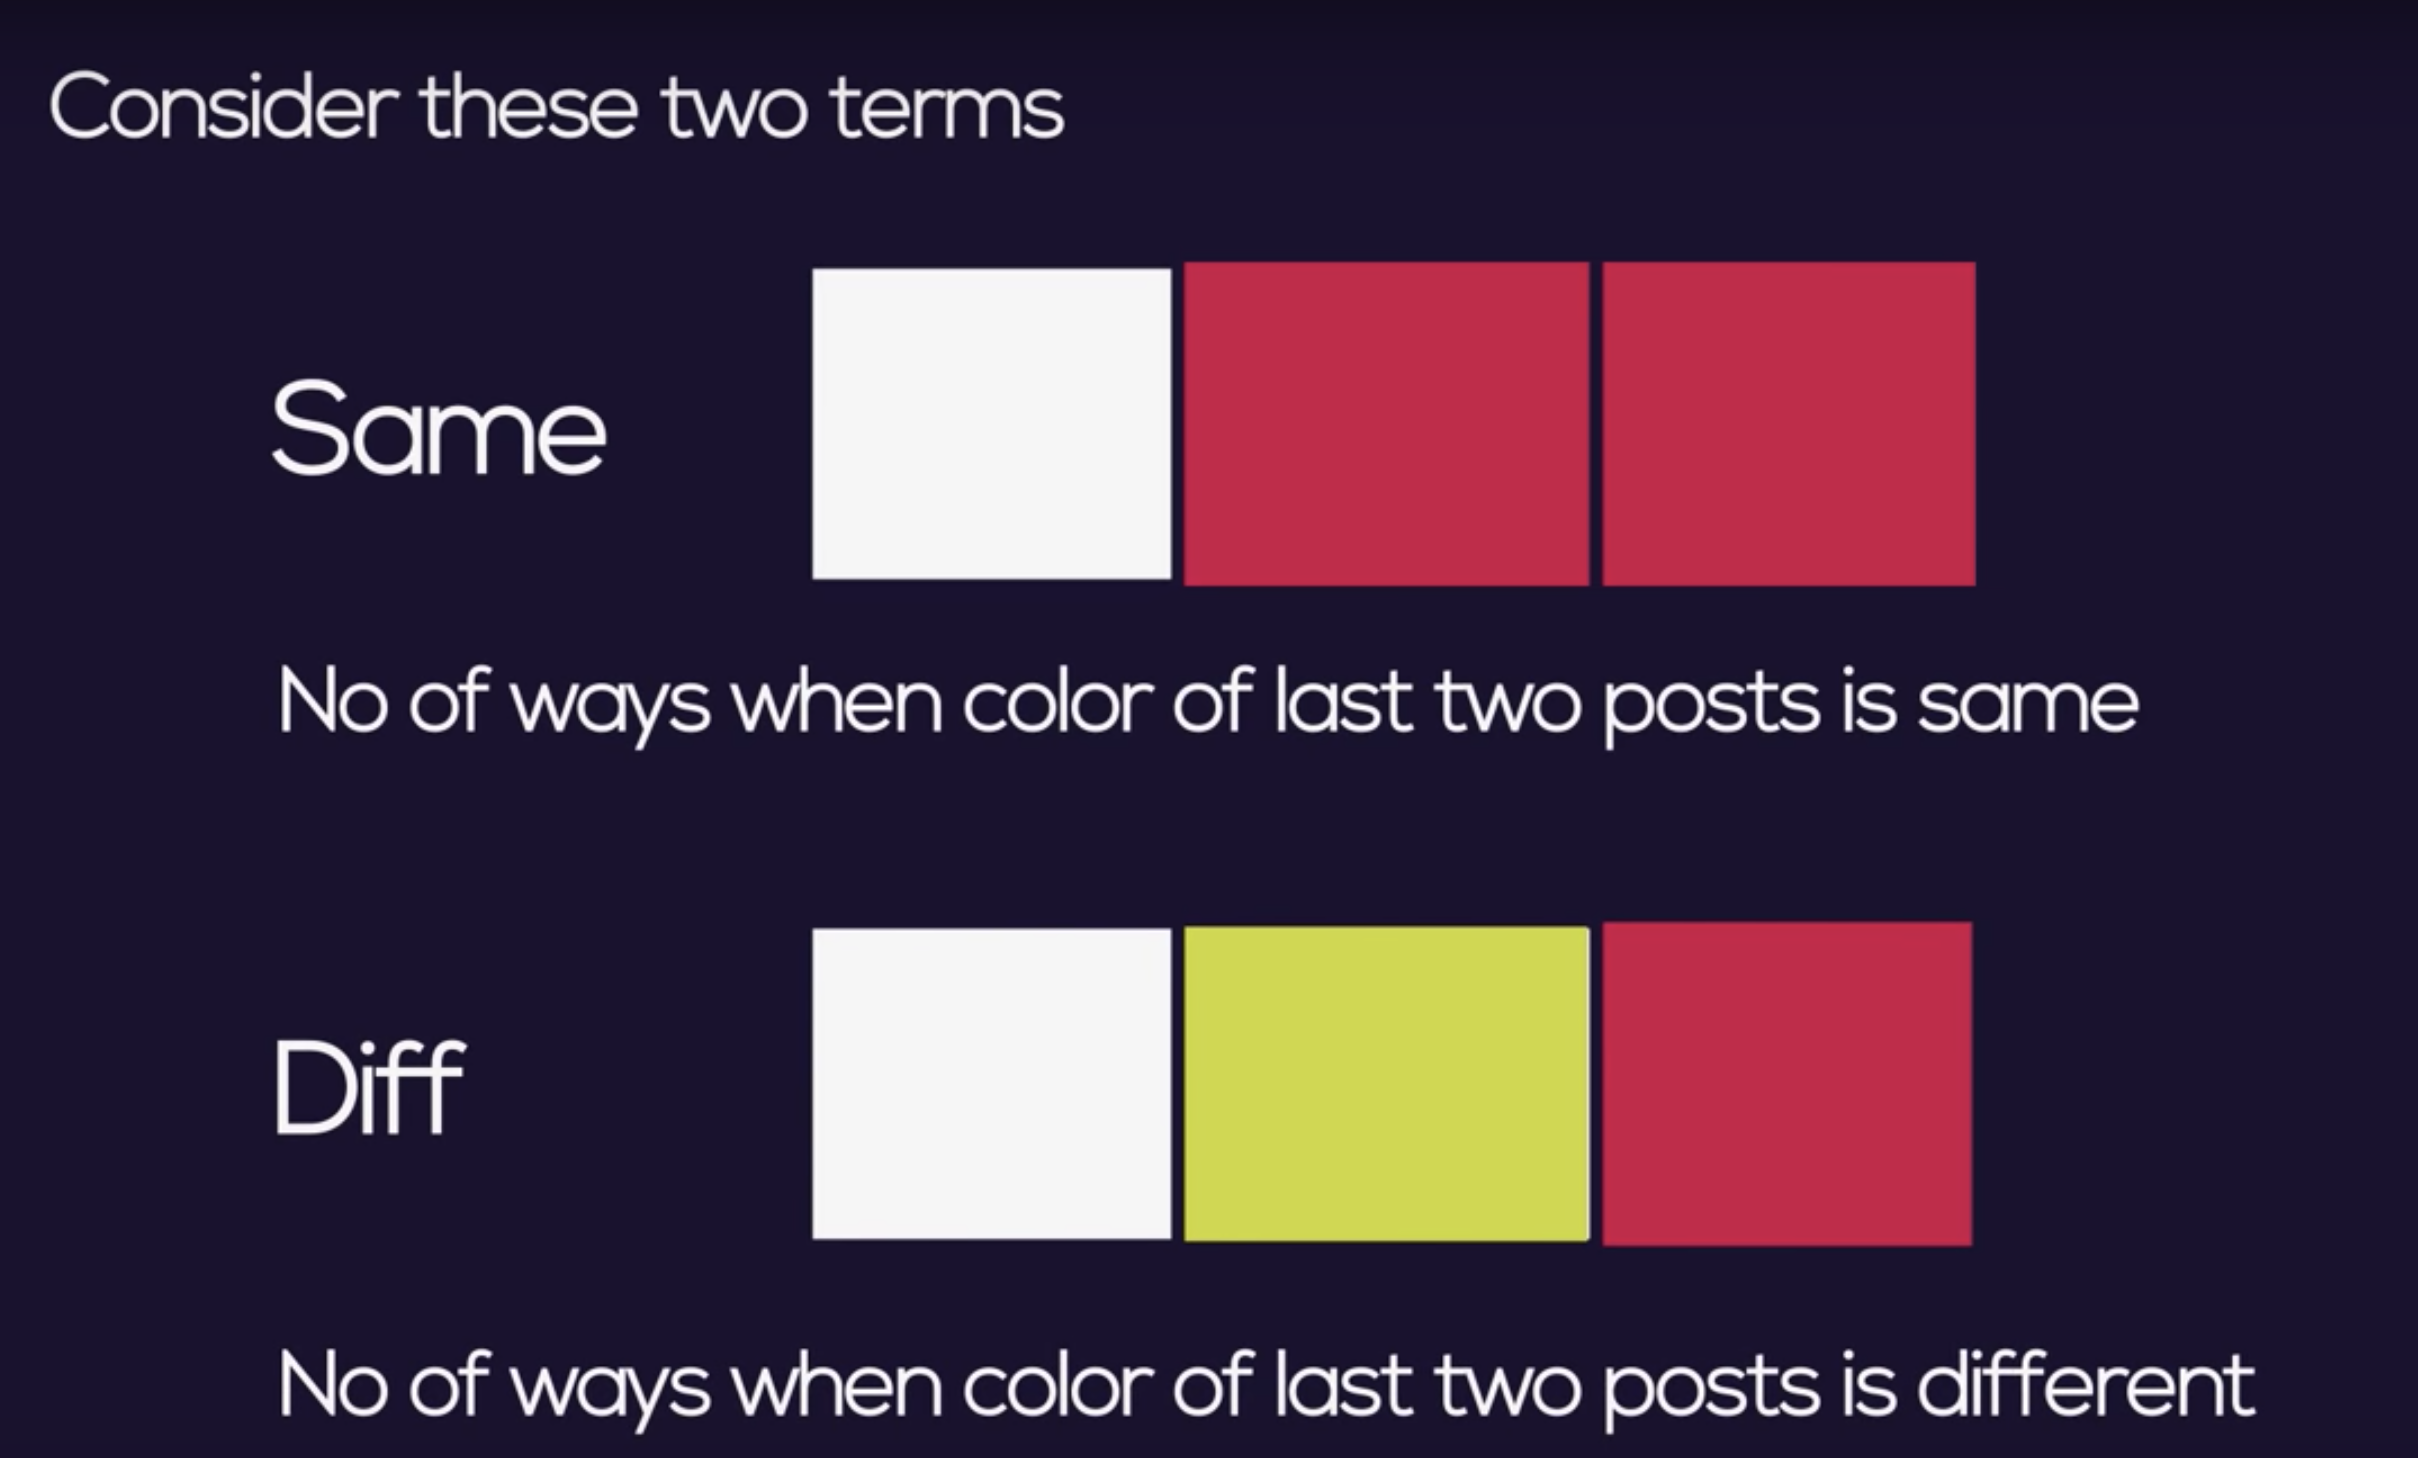 Consider these two terms
Same
No of ways when color of last two posts is same
Diff
No of ways when color of last two posts is different